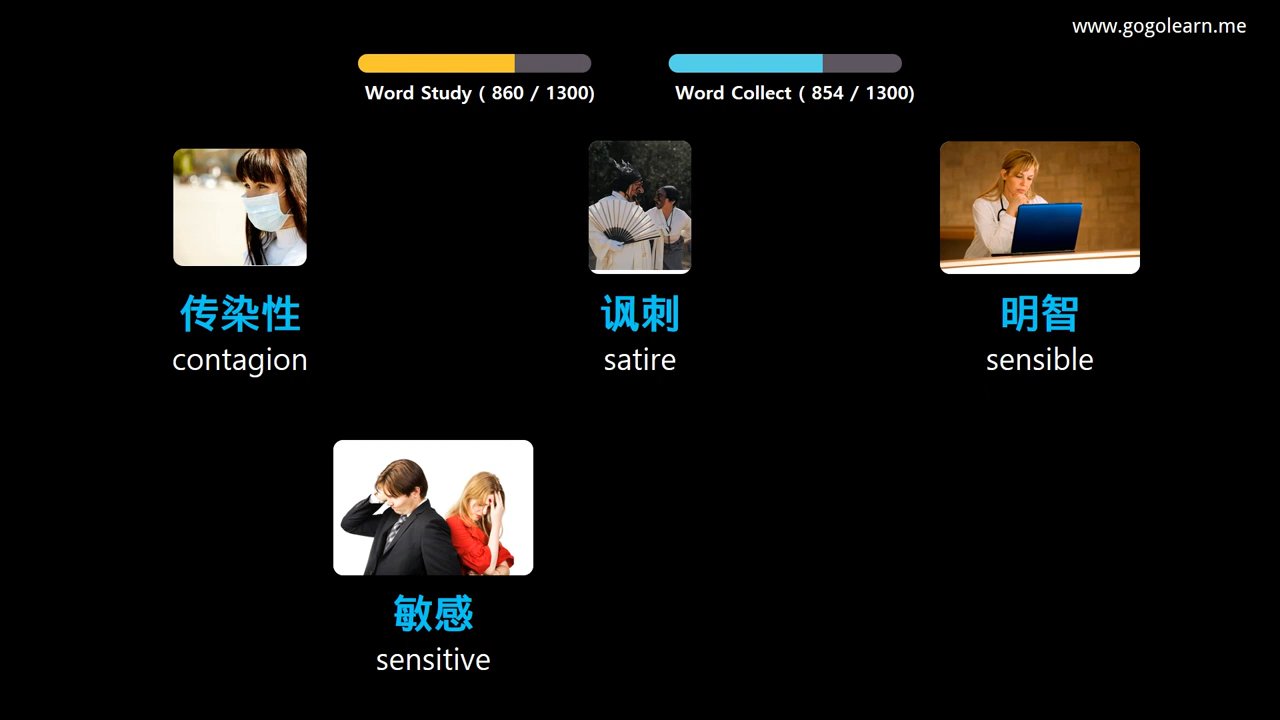 www.gogolearn.me
Word Study ( 860 / 1300)
Word Collect ( 854 / 1300)
传染性
contagion
讽刺
satire
明智
sensible
敏感
sensitive